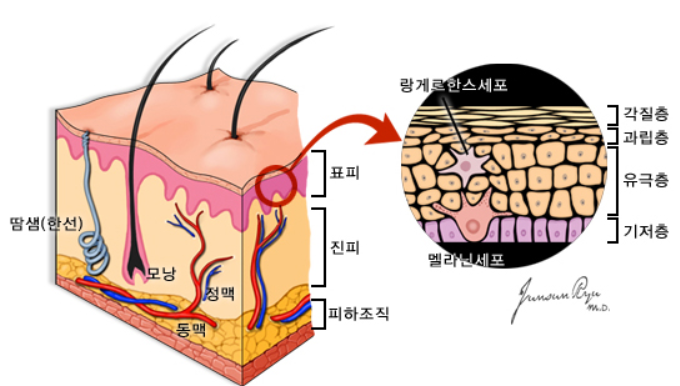 랑게르한스세포
각질층
과립층
표피
유극층
땀샘(한선)
기저층
진피
모낭
멜라닌세포
정맥
피하조직
동맥
Junsun Ryu
M.D.